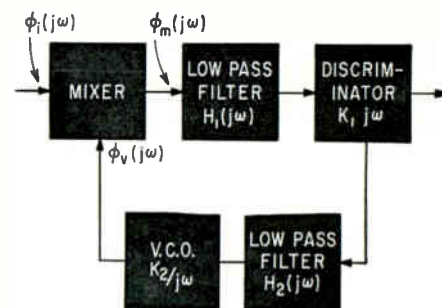 ϕi(jω)
ϕm(jω)
MIXER
LOW PASS
FILTER
H1(jω)
DISCRIM-
INATOR
K1 jω
ϕv(jω)
V.C.O.
K2/jω
LOW PASS
FILTER
H2(jω)